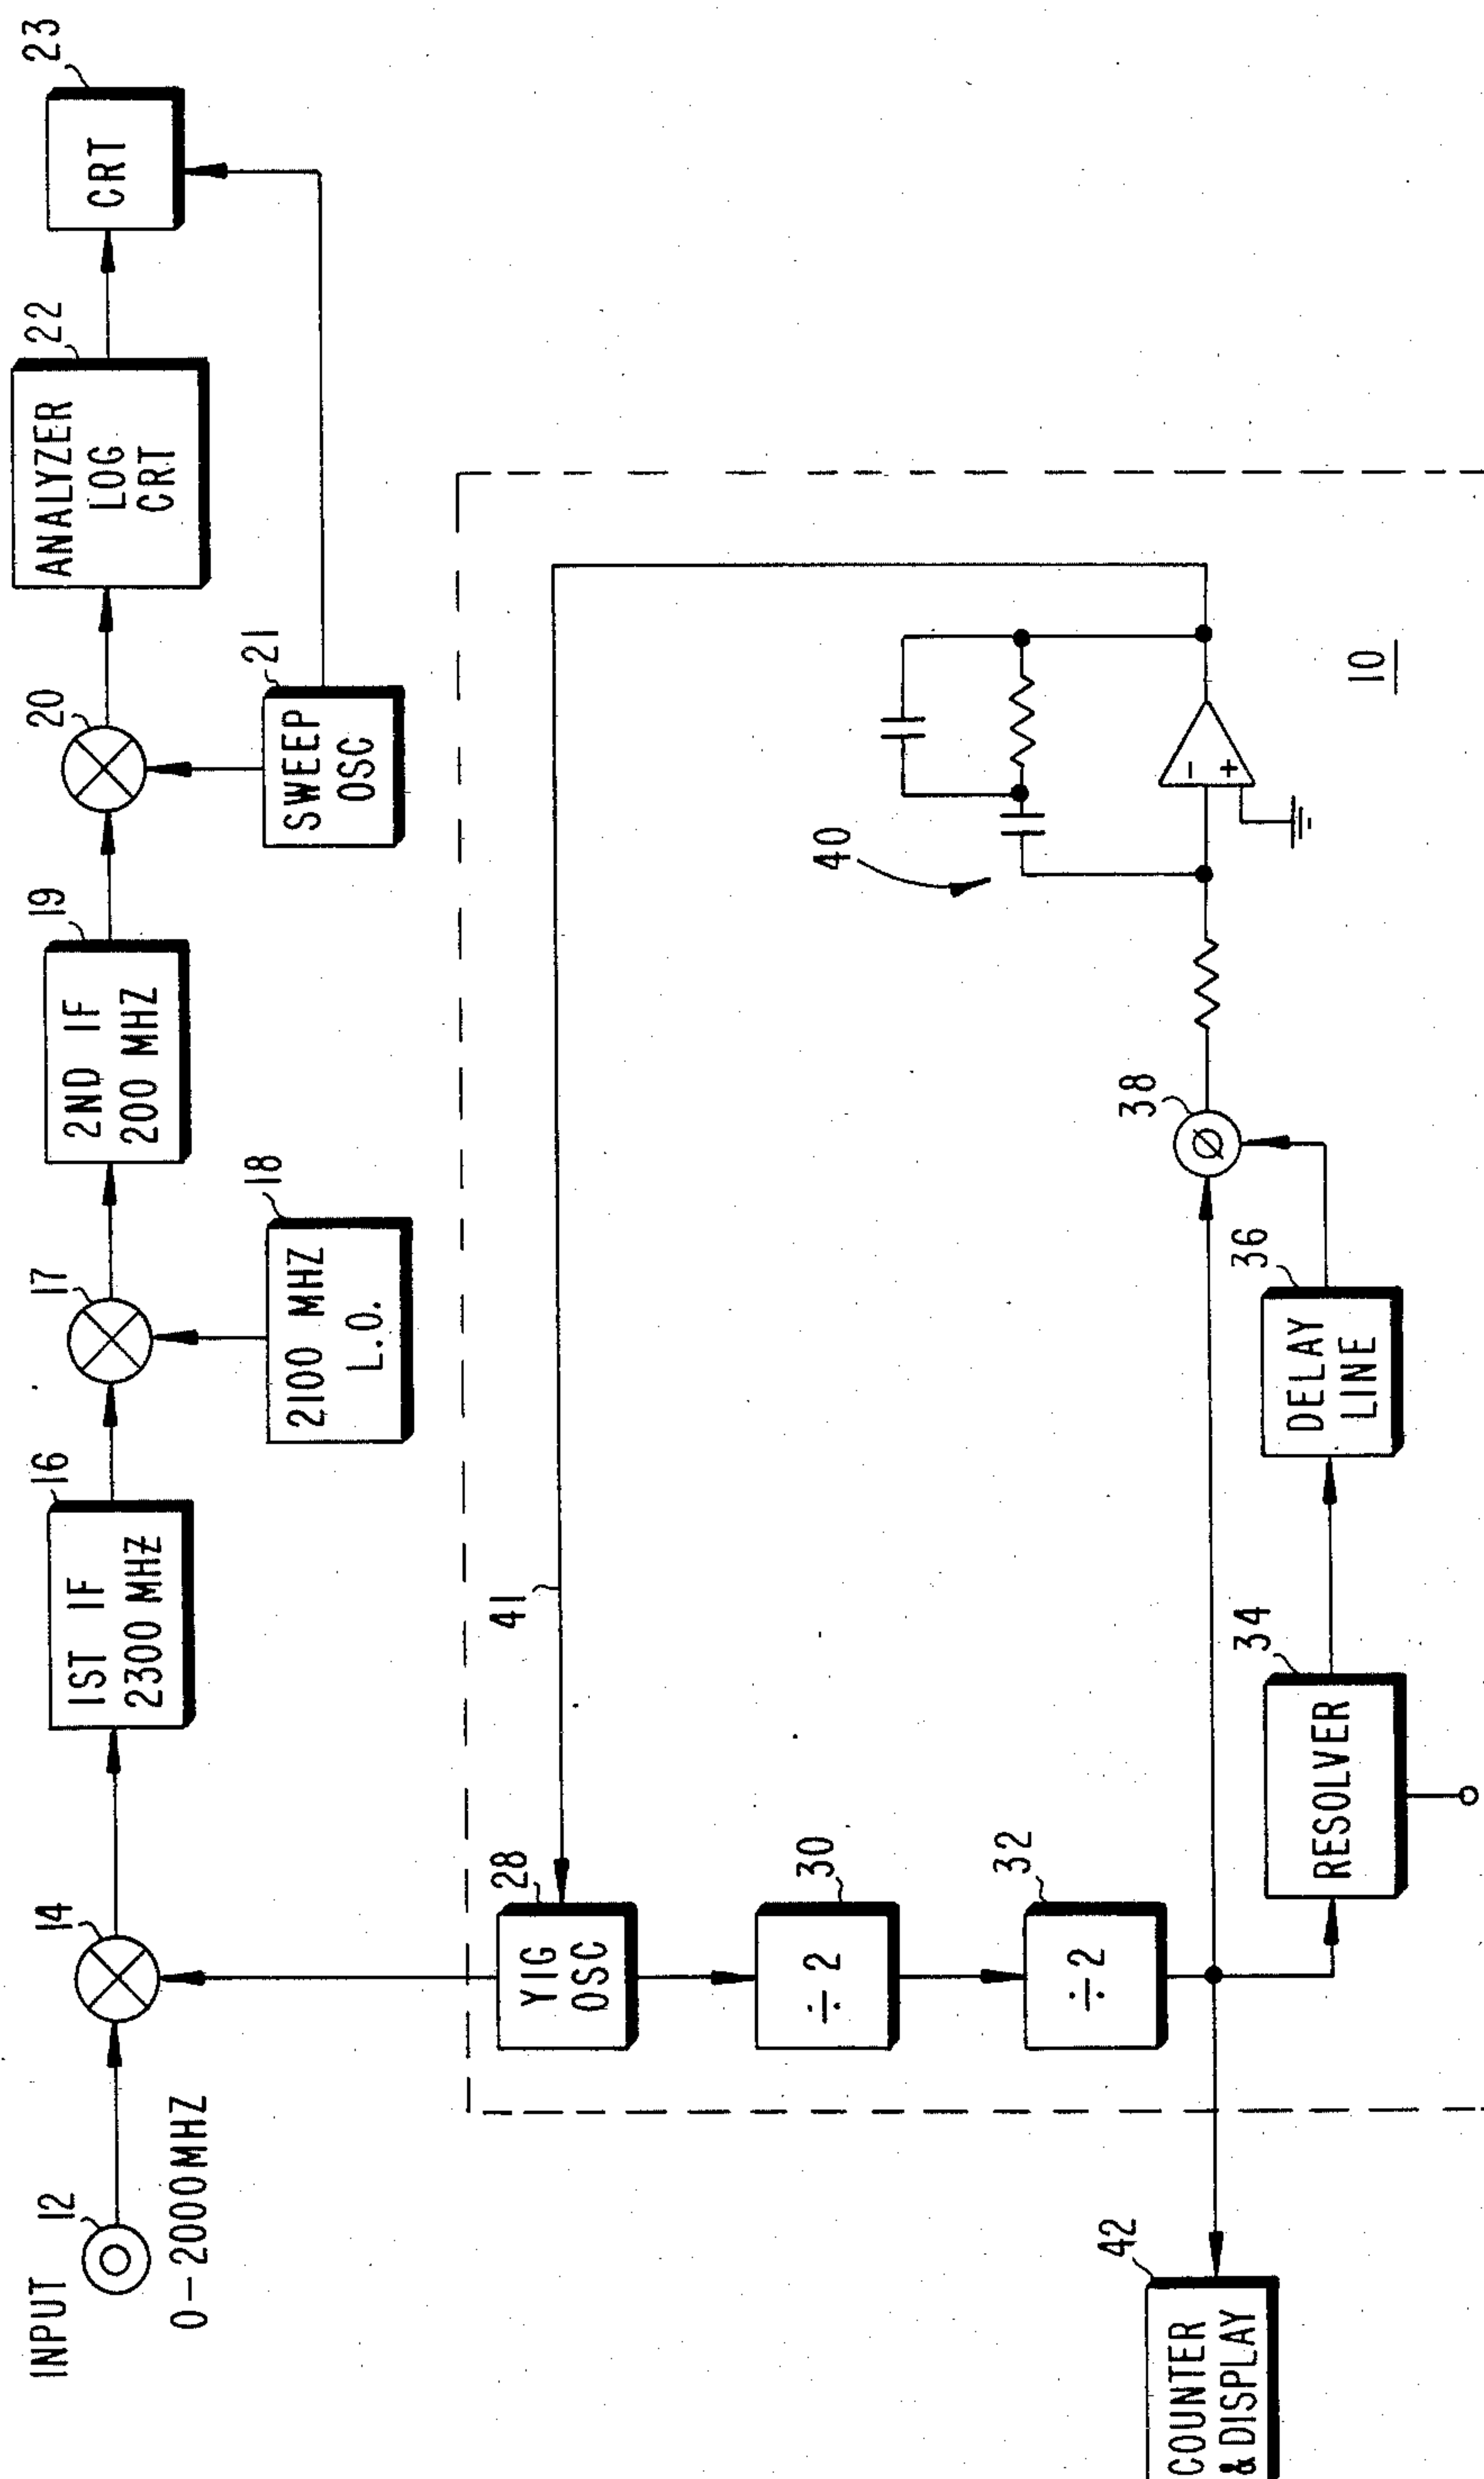 INPUT
12
0-2000MHZ
14
16
1ST IF
2300 MHZ
17
18
2100 MHZ
L.O.
19
2ND IF
200 MHZ
20
21
SWEEP
OSC
22
ANALYZER
LOG
CRT
23
CRT
28
YIG
OSC
41
30
÷2
32
÷2
34
RESOLVER
36
DELAY
LINE
38
Ø
40
-
+
10
42
COUNTER
& DISPLAY